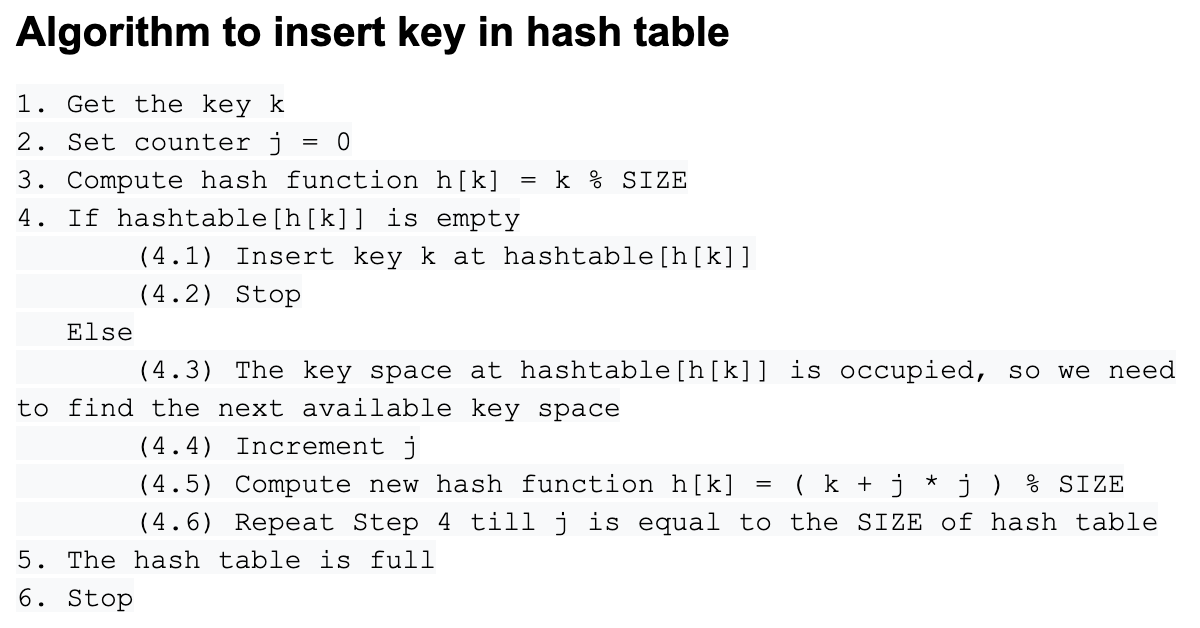 Algorithm to insert key in hash table
1. Get the key k
2. Set counter j = 0
3. Compute hash function h[k] = k % SIZE
4. If hashtable[h[k]] is empty
(4.1) Insert key k at hashtable[h[k]]
(4.2) Stop
Else
(4.3) The key space at hashtable[h[k]] is occupied, so we need
to find the next available key space
(4.4) Increment j
(4.5) Compute new hash function h[k] = ( k + j * j ) % SIZE
(4.6) Repeat Step 4 till j is equal to the SIZE of hash table
5. The hash table is full
6. Stop